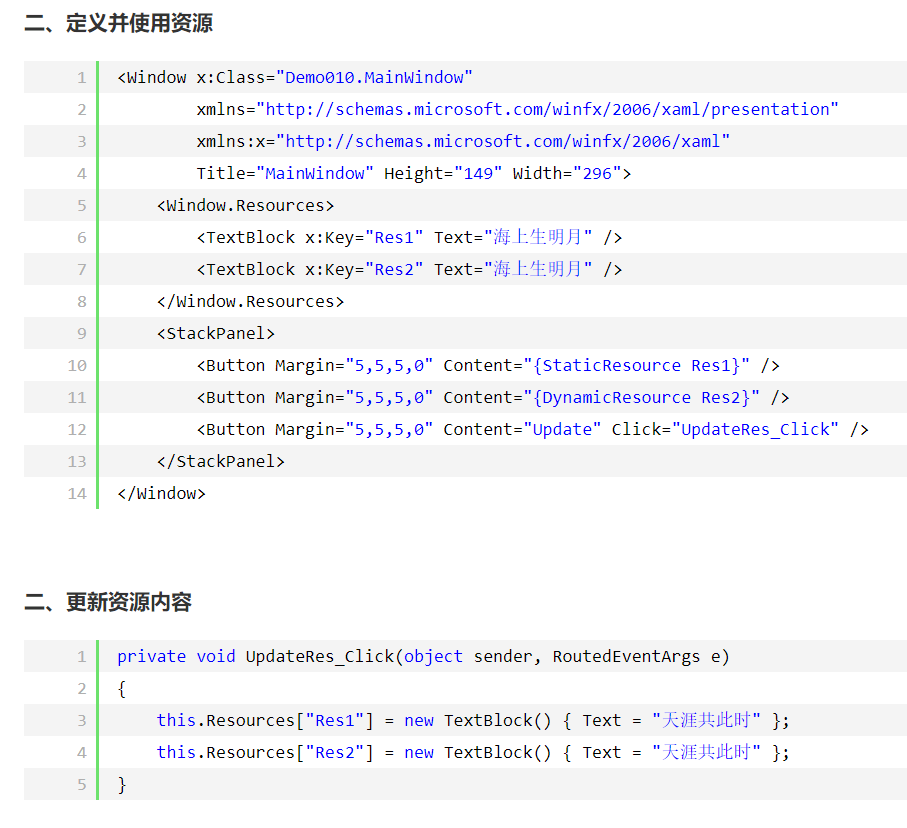 二、定义并使用资源
1 <Window x:Class="Demo010.MainWindow"
2         xmlns="http://schemas.microsoft.com/winfx/2006/xaml/presentation"
3         xmlns:x="http://schemas.microsoft.com/winfx/2006/xaml"
4         Title="MainWindow" Height="149" Width="296">
5     <Window.Resources>
6         <TextBlock x:Key="Res1" Text="海上生明月" />
7         <TextBlock x:Key="Res2" Text="海上生明月" />
8     </Window.Resources>
9     <StackPanel>
10         <Button Margin="5,5,5,0" Content="{StaticResource Res1}" />
11         <Button Margin="5,5,5,0" Content="{DynamicResource Res2}" />
12         <Button Margin="5,5,5,0" Content="Update" Click="UpdateRes_Click" />
13     </StackPanel>
14 </Window>
二、更新资源内容
1 private void UpdateRes_Click(object sender, RoutedEventArgs e)
2 {
3     this.Resources["Res1"] = new TextBlock() { Text = "天涯共此时" };
4     this.Resources["Res2"] = new TextBlock() { Text = "天涯共此时" };
5 }